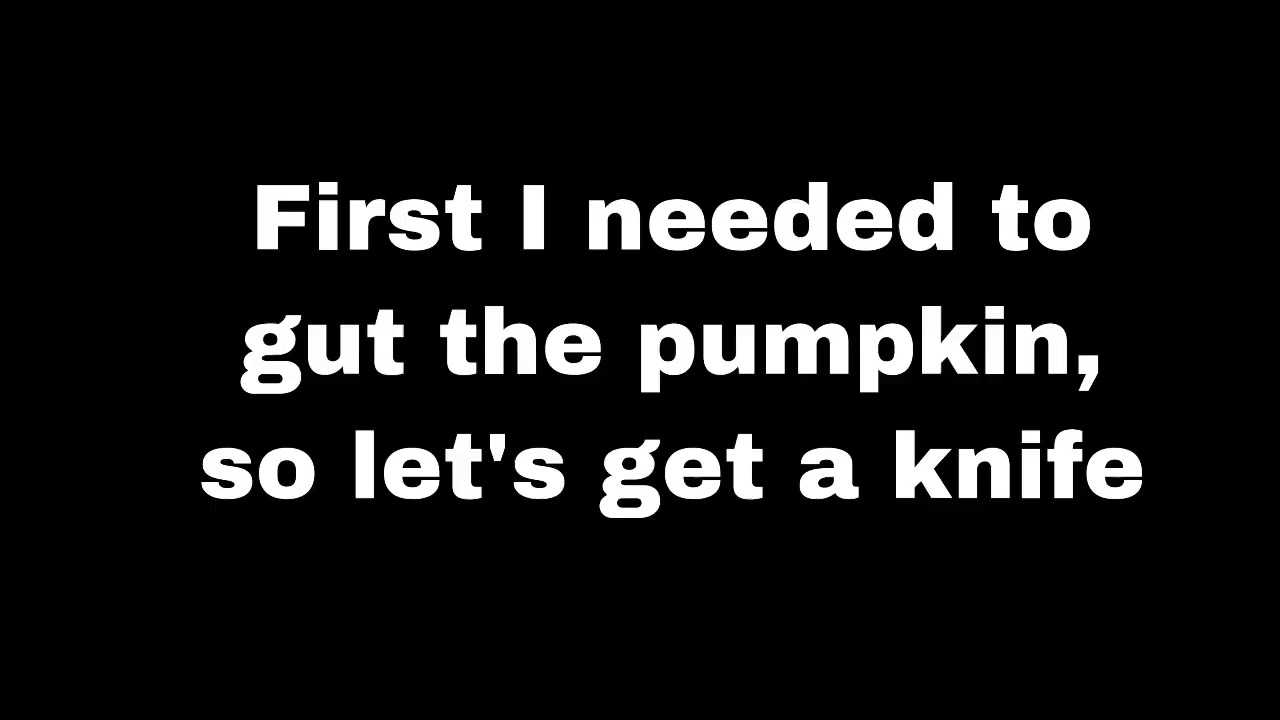 First I needed to
gut the pumpkin,
so let's get a knife